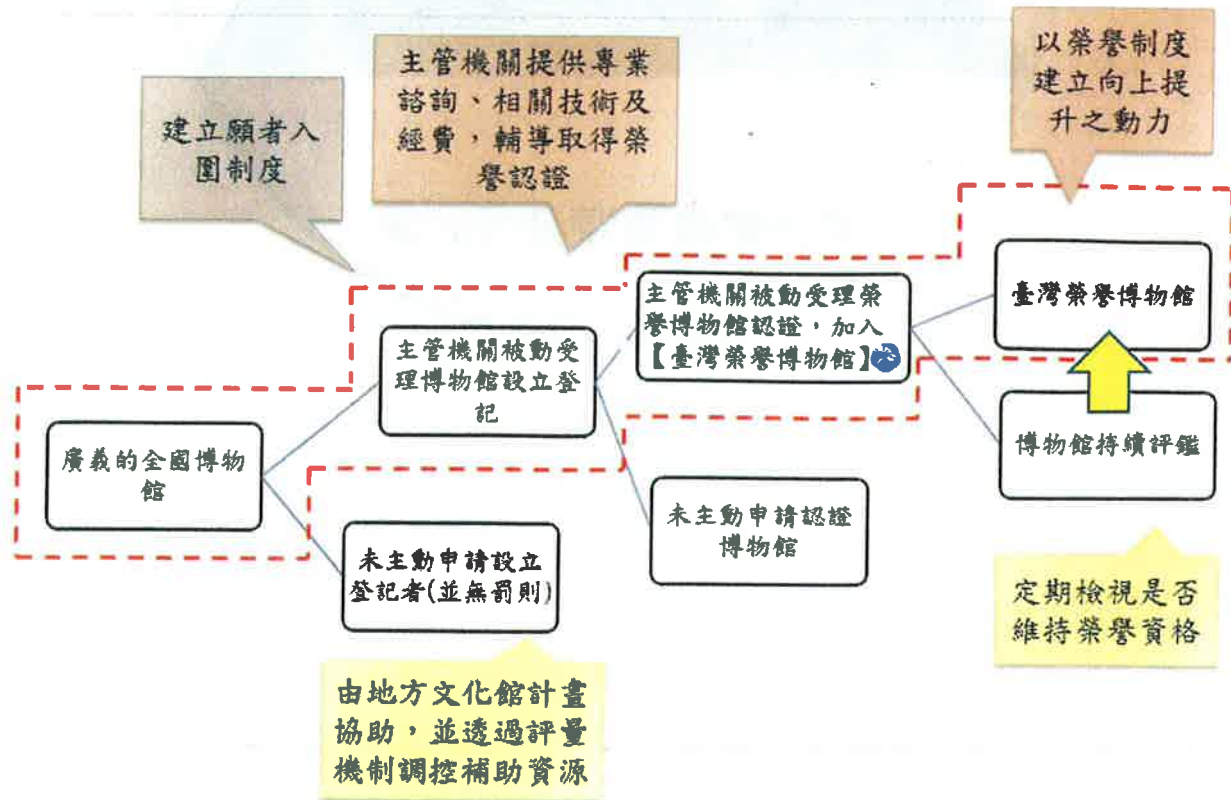 建立願者入
圍制度
主管機關提供專業
諮詢、相關技術及
經費，輔導取得榮
譽認證
以榮譽制度
建立向上提
升之動力
廣義的全國博物
館
主管機關被動受
理博物館設立登
記
未主動申請設立
登記者(並無罰則)
主管機關被動受理榮
譽博物館認證，加入
【臺灣榮譽博物館】
未主動申請認證
博物館
臺灣榮譽博物館
博物館持續評鑑
由地方文化館計畫
協助，並透過評量
機制調控補助資源
定期檢視是否
維持榮譽資格